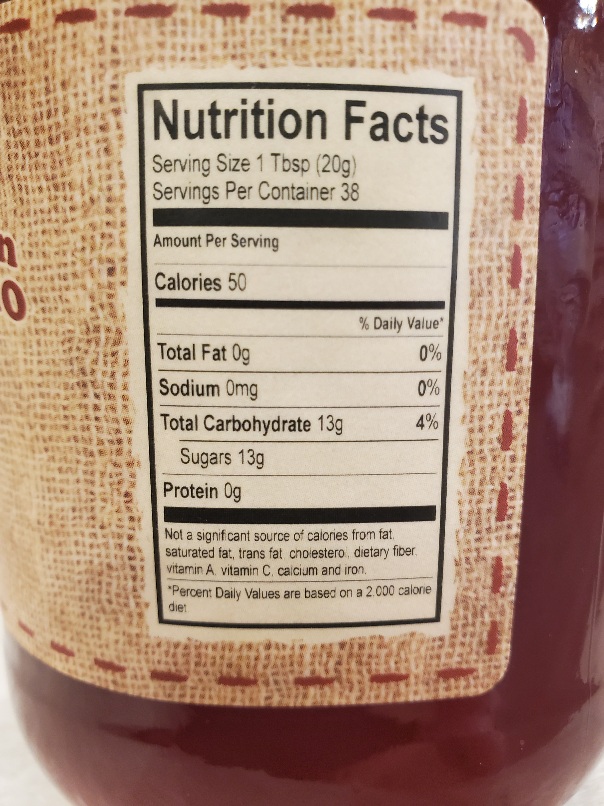 n
o
Nutrition Facts
Serving Size 1 Tbsp (20g)
Servings Per Container 38
Amount Per Serving
Calories 50
% Daily Value*
Total Fat 0g 0%
Sodium 0mg 0%
Total Carbohydrate 13g 4%
Sugars 13g
Protein 0g
Not a significant source of calories from fat,
saturated fat, trans fat, cholesterol, dietary fiber,
vitamin A, vitamin C, calcium and iron.
*Percent Daily Values are based on a 2,000 calorie
diet.